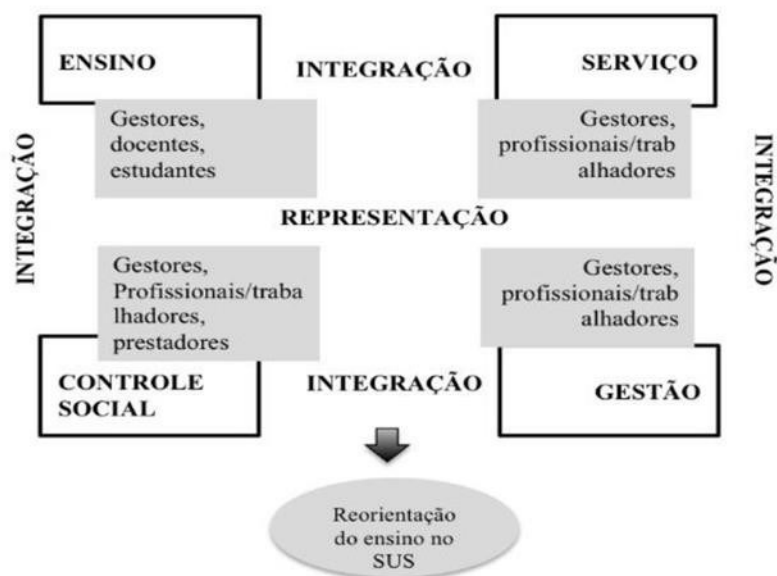 ENSINO
INTEGRAÇÃO
SERVIÇO
Gestores,
docentes,
estudantes
Gestores,
profissionais/trab
alhadores
INTEGRAÇÃO
INTEGRAÇÃO
REPRESENTAÇÃO
Gestores,
Profissionais/traba
lhadores,
prestadores
Gestores,
profissionais/trab
alhadores
CONTROLE
SOCIAL
INTEGRAÇÃO
GESTÃO
Reorientação
do ensino no
SUS